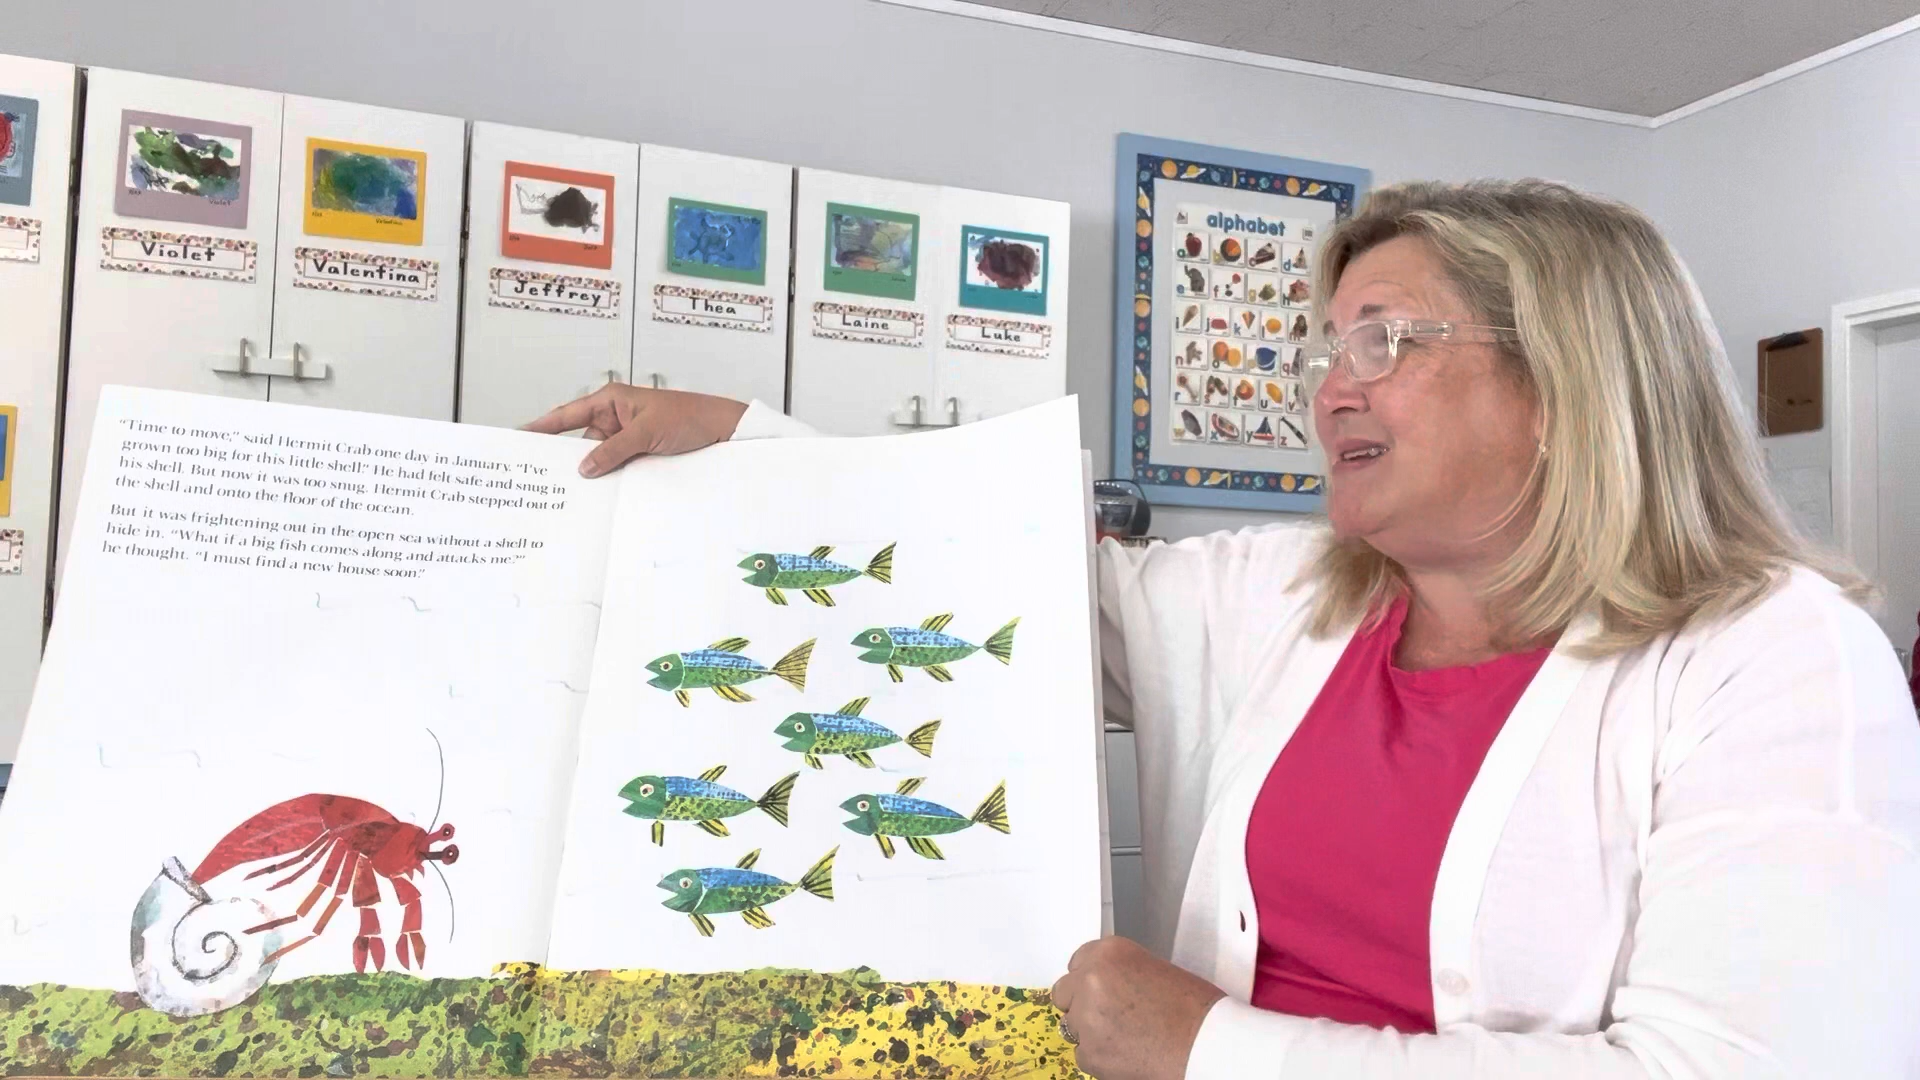 Violet
Valentina
Jeffrey
Thea
Laine
Luke
alphabet
"Time to move," said Hermit Crab one day in January. "I've
grown too big for this little shell." He had felt safe and snug in
his shell. But now it was too snug. Hermit Crab stepped out of
the shell and onto the floor of the ocean.
But it was frightening out in the open sea without a shell to
hide in. "What if a big fish comes along and attacks me?"
he thought. "I must find a new house soon."